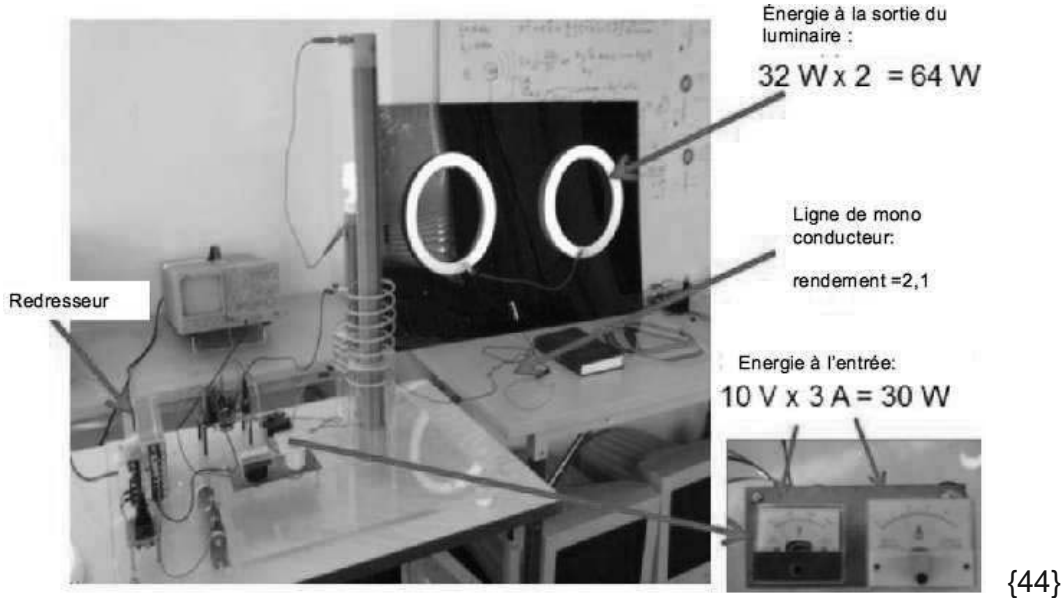 Énergie à la sortie du
luminaire :
32 W x 2 = 64 W
Ligne de mono
conducteur:
rendement =2,1
Redresseur
Energie à l'entrée:
10 V x 3 A = 30 W
{44}